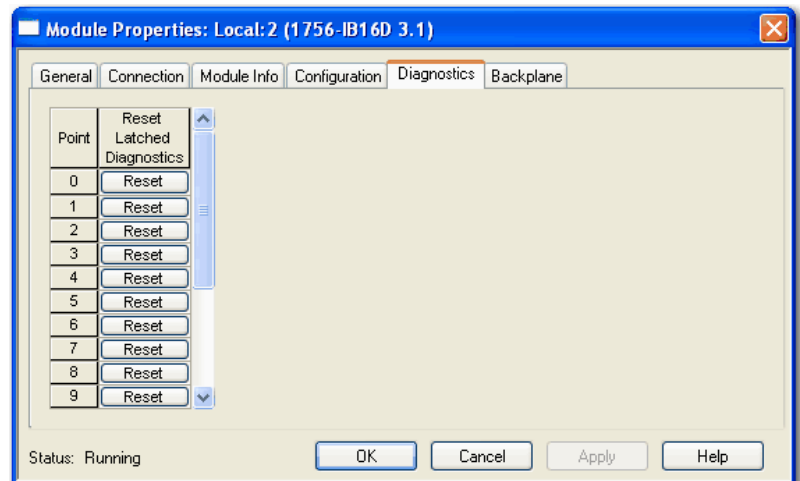 Module Properties: Local:2 (1756-IB16D 3.1)
General Connection Module Info Configuration Diagnostics Backplane
Point
Reset
Latched
Diagnostics
0 Reset
1 Reset
2 Reset
3 Reset
4 Reset
5 Reset
6 Reset
7 Reset
8 Reset
9 Reset
Status: Running OK Cancel Apply Help